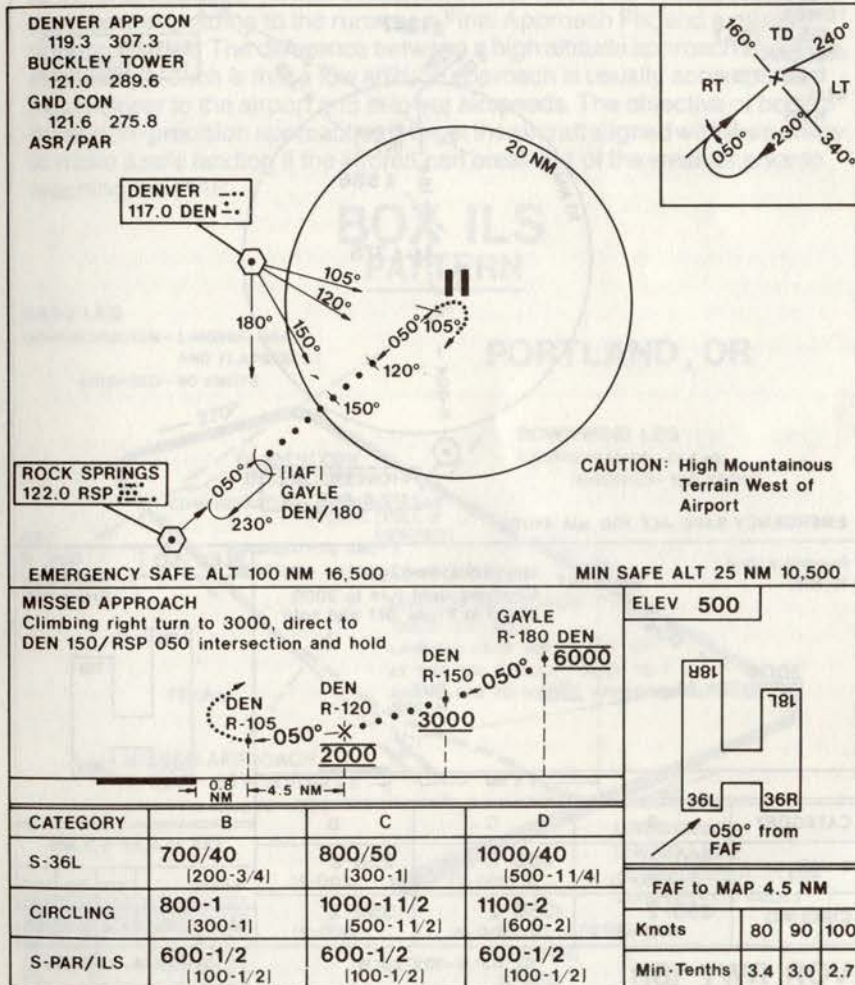 DENVER APP CON
119.3 307.3
BUCKLEY TOWER
121.0 289.6
GND CON
121.6 275.8
ASR/PAR
DENVER
117.0 DEN
20 NM
160°
TD
240°
RT
LT
050°
230°
340°
105°
120°
180°
150°
050°
105°
120°
150°
050°
230°
[IAF]
GAYLE
DEN/180
ROCK SPRINGS
122.0 RSP
CAUTION: High Mountainous
Terrain West of
Airport
EMERGENCY SAFE ALT 100 NM 16,500
MIN SAFE ALT 25 NM 10,500
MISSED APPROACH
Climbing right turn to 3000, direct to
DEN 150/RSP 050 intersection and hold
GAYLE
R-180 DEN
6000
DEN
R-150
050°
3000
DEN
R-120
2000
DEN
R-105
050°
0.8
NM
4.5 NM
ELEV 500
18R
18L
36L
36R
050° from
FAF
CATEGORY B C D
S-36L 700/40 800/50 1000/40
[200-3/4] [300-1] [500-1 1/4]
CIRCLING 800-1 1000-1 1/2 1100-2
[300-1] [500-1 1/2] [600-2]
S-PAR/ILS 600-1/2 600-1/2 600-1/2
[100-1/2] [100-1/2] [100-1/2]
FAF to MAP 4.5 NM
Knots 80 90 100
Min-Tenths 3.4 3.0 2.7
BOX ILS
PATTERN
PORTLAND, OR